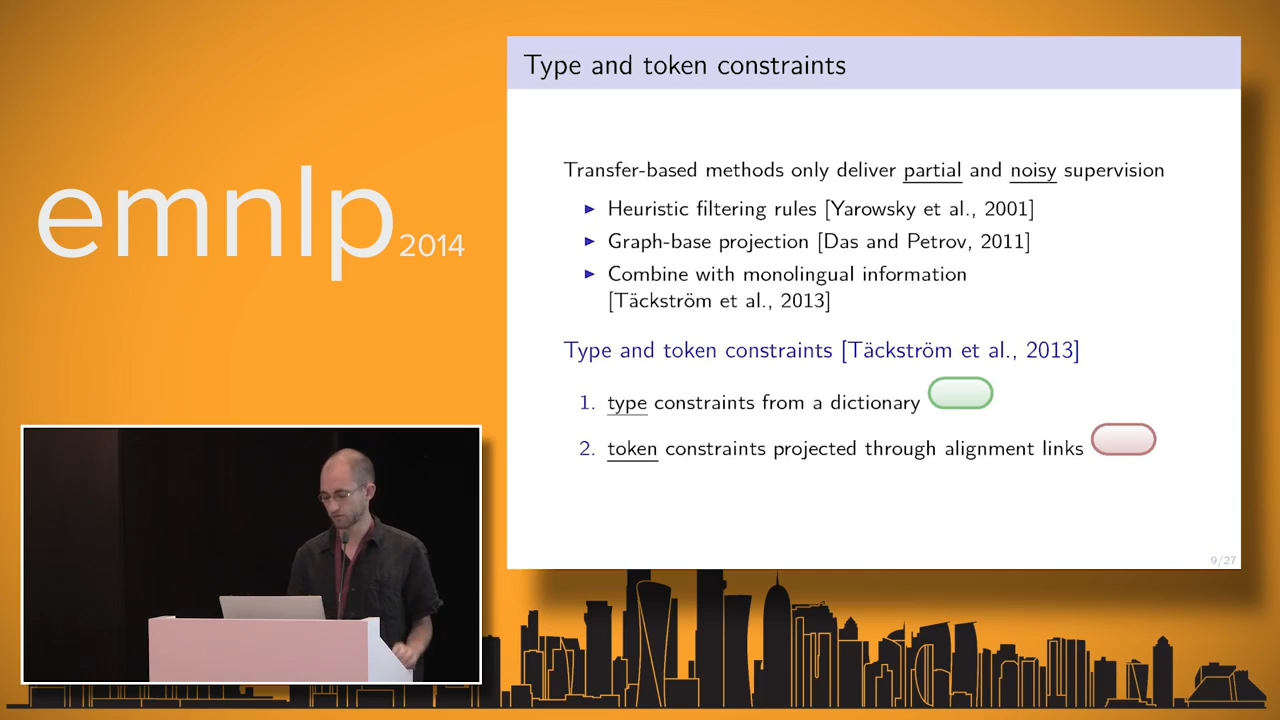 emnlp 2014
Type and token constraints
Transfer-based methods only deliver partial and noisy supervision
► Heuristic filtering rules [Yarowsky et al., 2001]
► Graph-base projection [Das and Petrov, 2011]
► Combine with monolingual information
[Täckström et al., 2013]
Type and token constraints [Täckström et al., 2013]
1. type constraints from a dictionary
2. token constraints projected through alignment links
9/27